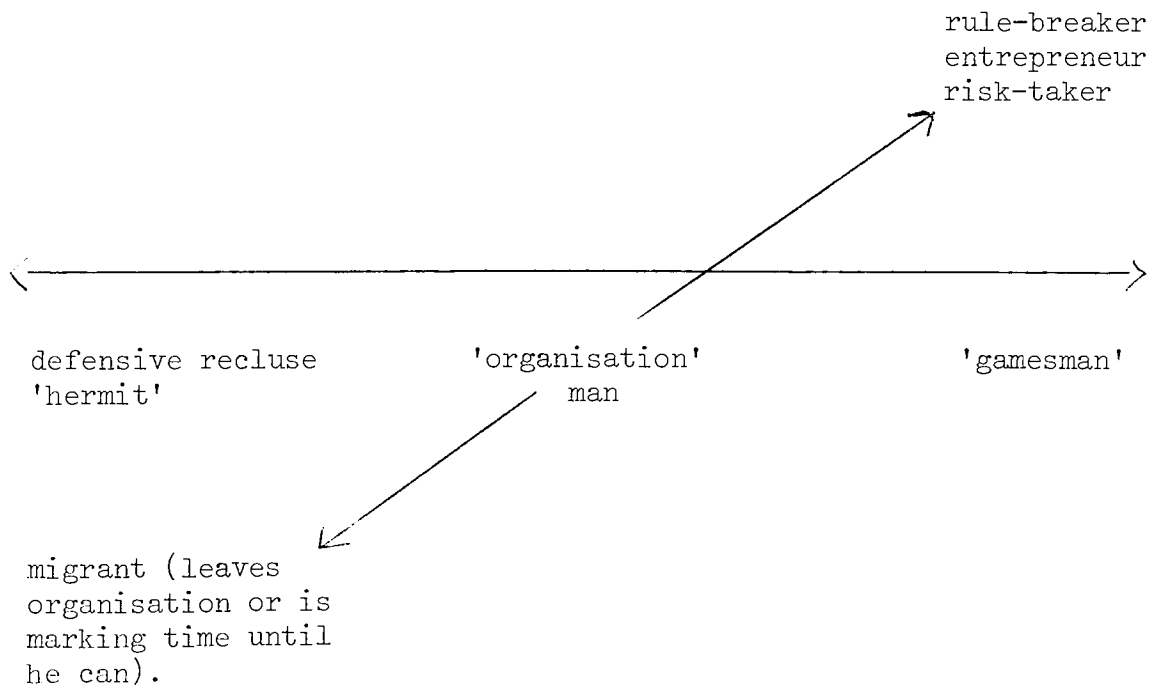 rule-breaker
entrepreneur
risk-taker
defensive recluse
'hermit'
'organisation'
man
'gamesman'
migrant (leaves
organisation or is
marking time until
he can).